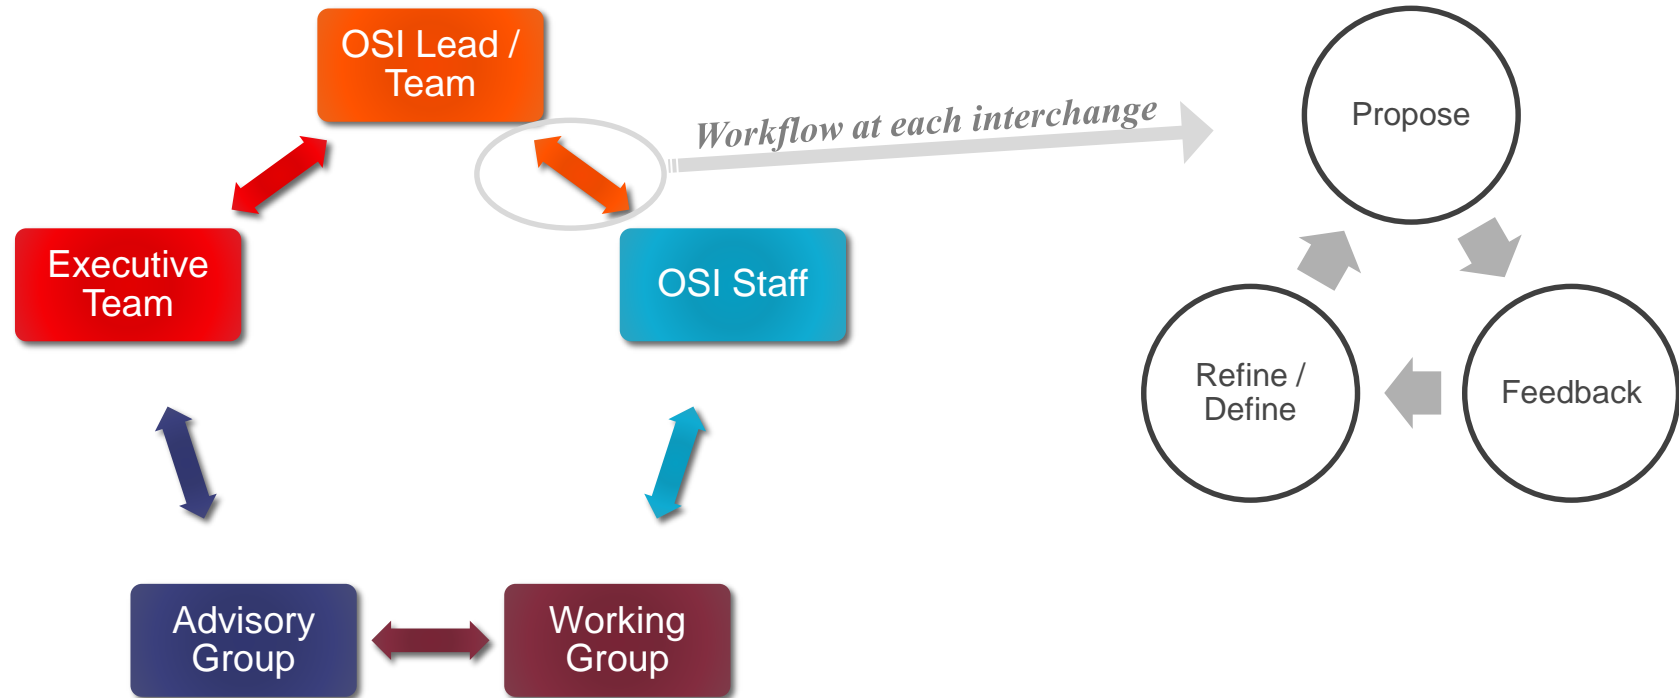 OSI Lead /
Team
Workflow at each interchange
Propose
Executive
Team
OSI Staff
Refine /
Define
Feedback
Advisory
Group
Working
Group